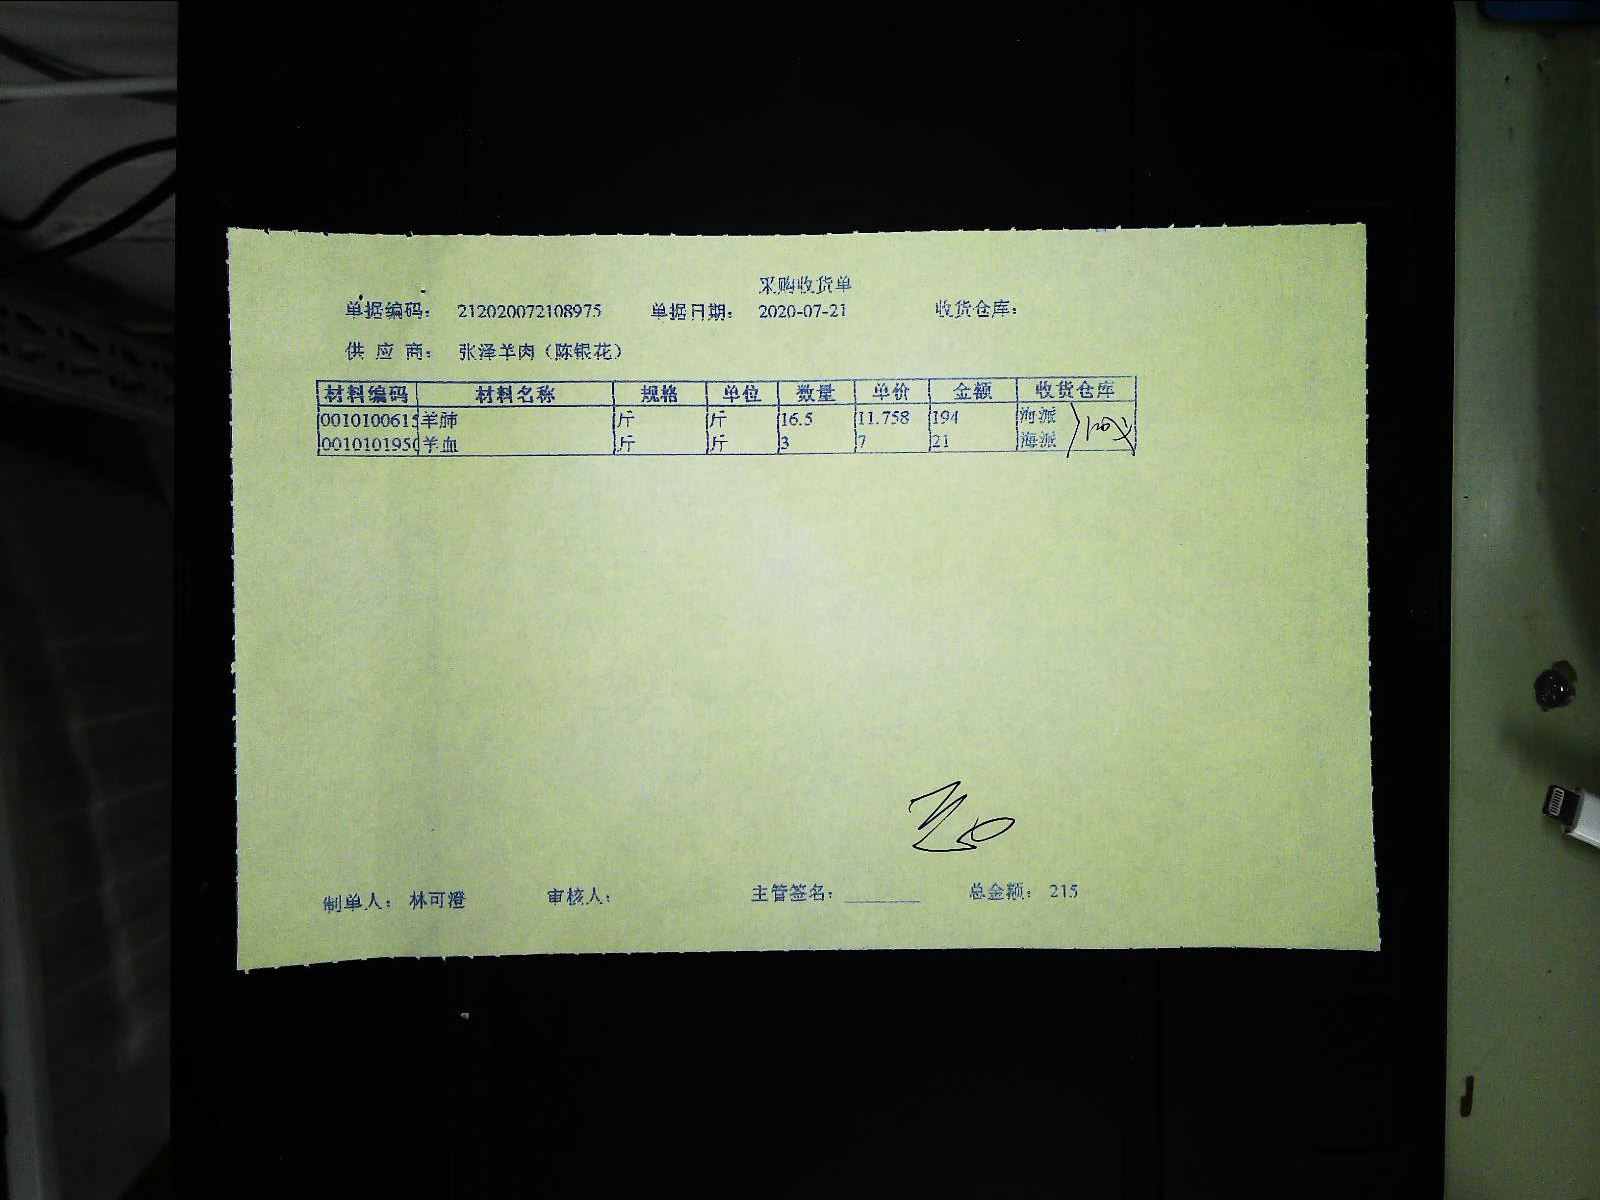 采购收货单
单据编码： 212020072108975 单据日期： 2020-07-21 收货仓库：
供 应 商： 张泽羊肉（陈银花）
材料编码 材料名称 规格 单位 数量 单价 金额 收货仓库
0010100615 羊肺 斤 斤 16.5 11.758 194 海派
001010195 羊血 斤 斤 3 7 21 海派
制单人： 林可澄 审核人： 主管签名： 总金额： 215